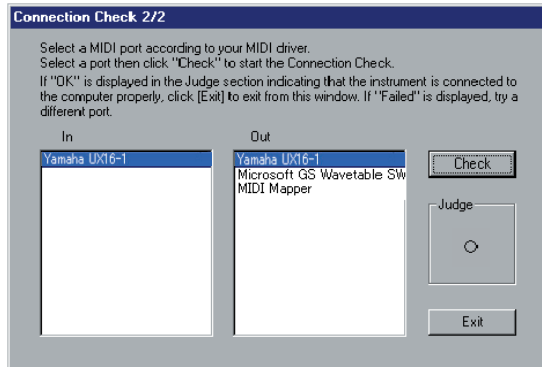 Connection Check 2/2
Select a MIDI port according to your MIDI driver.
Select a port then click "Check" to start the Connection Check.
If "OK" is displayed in the Judge section indicating that the instrument is connected to
the computer properly, click [Exit] to exit from this window. If "Failed" is displayed, try a
different port.
In
Out
Yamaha UX16-1
Yamaha UX16-1
Microsoft GS Wavetable SW
MIDI Mapper
Check
Judge
Exit